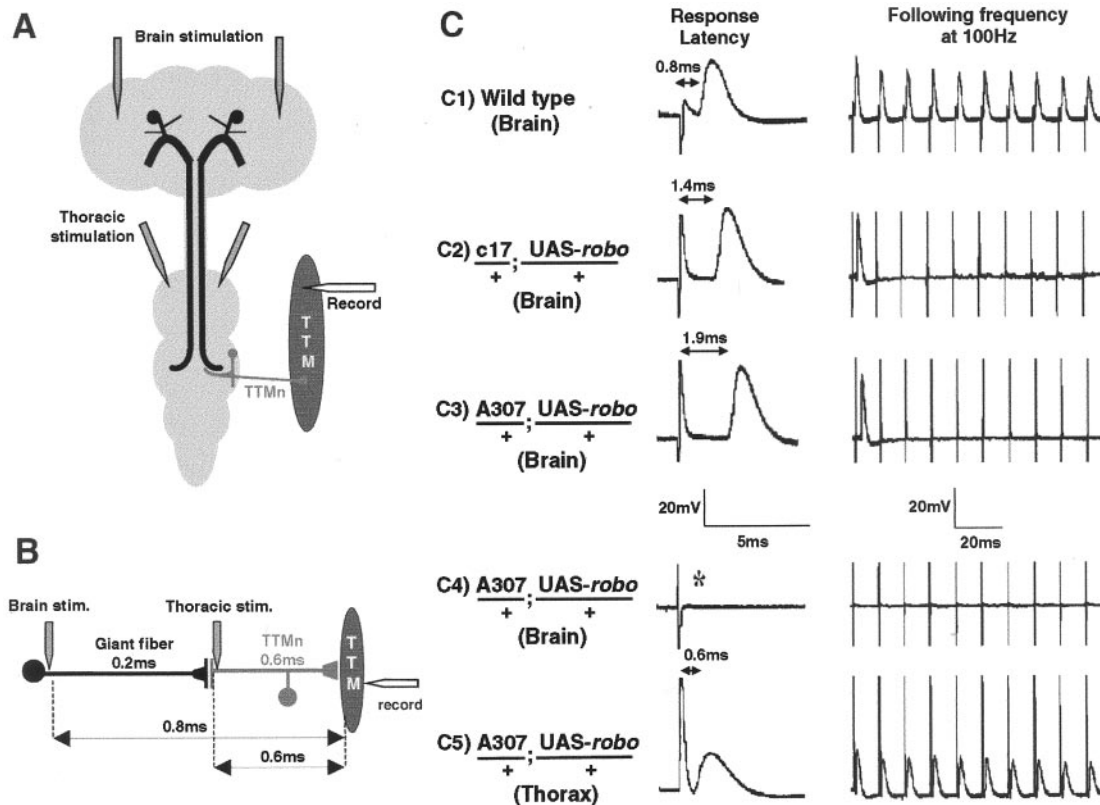 A
Brain stimulation
Thoracic
stimulation
Record
T
T
M
TTMn
B
Brain stim.
Thoracic stim.
Giant fiber
0.2ms
TTMn
0.6ms
T
T
M
record
0.8ms
0.6ms
C
Response
Latency
Following frequency
at 100Hz
C1) Wild type
(Brain)
0.8ms
C2) c17 ; UAS-robo
+ +
(Brain)
1.4ms
C3) A307 ; UAS-robo
+ +
(Brain)
1.9ms
20mV
5ms
20mV
20ms
C4) A307 ; UAS-robo
+ +
(Brain)
*
C5) A307 ; UAS-robo
+ +
(Thorax)
0.6ms